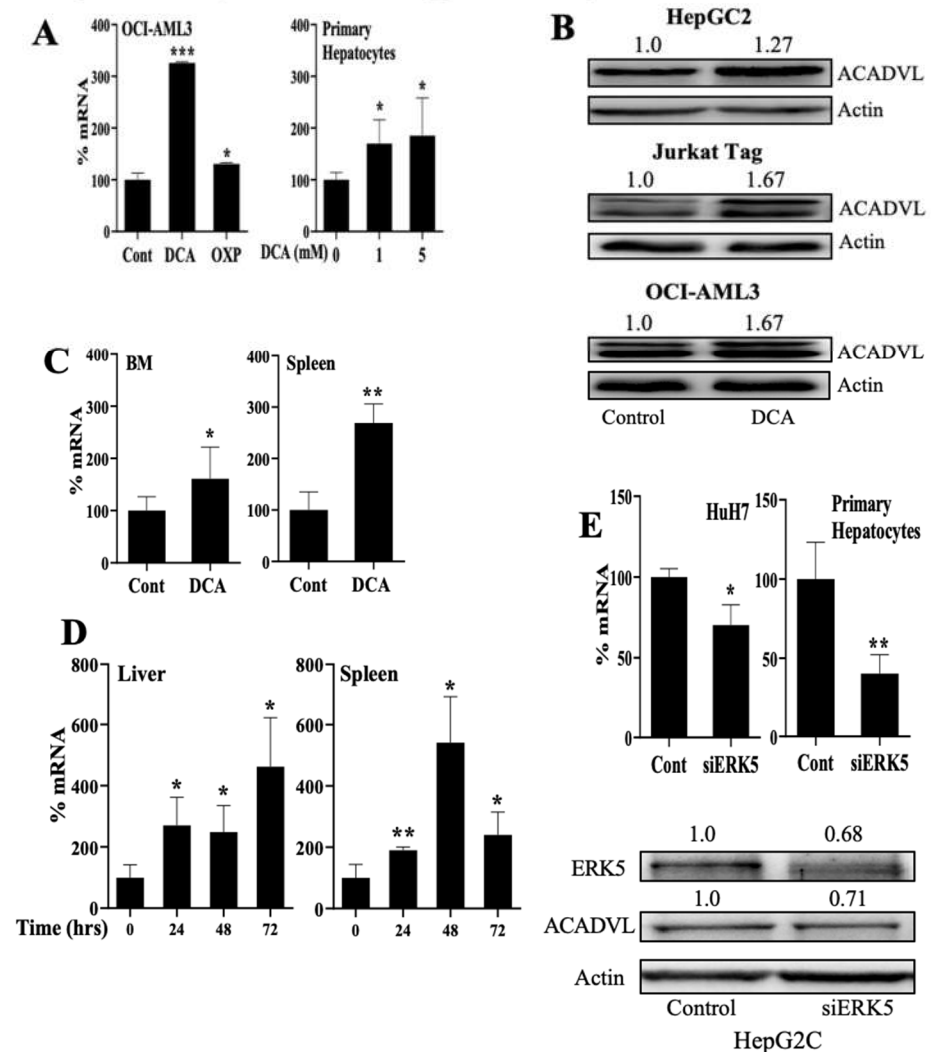 A
OCI-AML3
% mRNA
400
300
200
100
0
***
*
Cont DCA OXP
Primary
Hepatocytes
400
300
200
100
0
*
*
DCA (mM) 0 1 5
B
HepGC2
1.0 1.27
ACADVL
Actin
Jurkat Tag
1.0 1.67
ACADVL
Actin
OCI-AML3
1.0 1.67
ACADVL
Actin
Control DCA
C
BM
% mRNA
400
300
200
100
0
*
Cont DCA
Spleen
400
300
200
100
0
**
Cont DCA
D
Liver
% mRNA
800
600
400
200
0
*
*
*
Time (hrs) 0 24 48 72
Spleen
800
600
400
200
0
**
*
*
0 24 48 72
E
HuH7
% mRNA
150
100
50
0
*
Cont siERK5
Primary
Hepatocytes
150
100
50
0
**
Cont siERK5
1.0 0.68
ERK5
1.0 0.71
ACADVL
Actin
Control siERK5
HepG2C